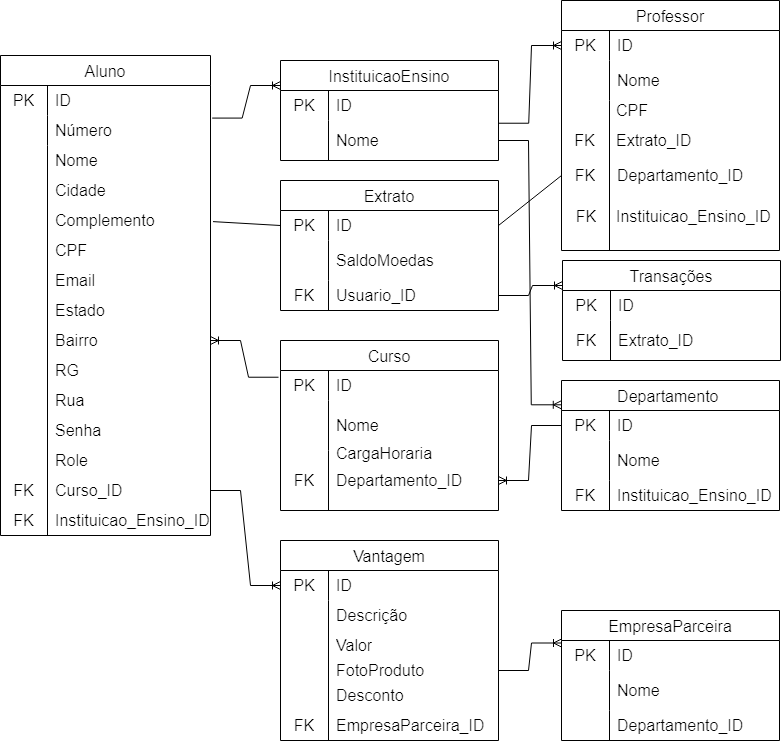 Aluno
PK ID
Número
Nome
Cidade
Complemento
CPF
Email
Estado
Bairro
RG
Rua
Senha
Role
FK Curso_ID
FK Instituicao_Ensino_ID
InstituicaoEnsino
PK ID
Nome
Extrato
PK ID
SaldoMoedas
FK Usuario_ID
Curso
PK ID
Nome
CargaHoraria
FK Departamento_ID
Vantagem
PK ID
Descrição
Valor
FotoProduto
Desconto
FK EmpresaParceira_ID
Professor
PK ID
Nome
CPF
FK Extrato_ID
FK Departamento_ID
FK Instituicao_Ensino_ID
Transações
PK ID
FK Extrato_ID
Departamento
PK ID
Nome
FK Instituicao_Ensino_ID
EmpresaParceira
PK ID
Nome
Departamento_ID